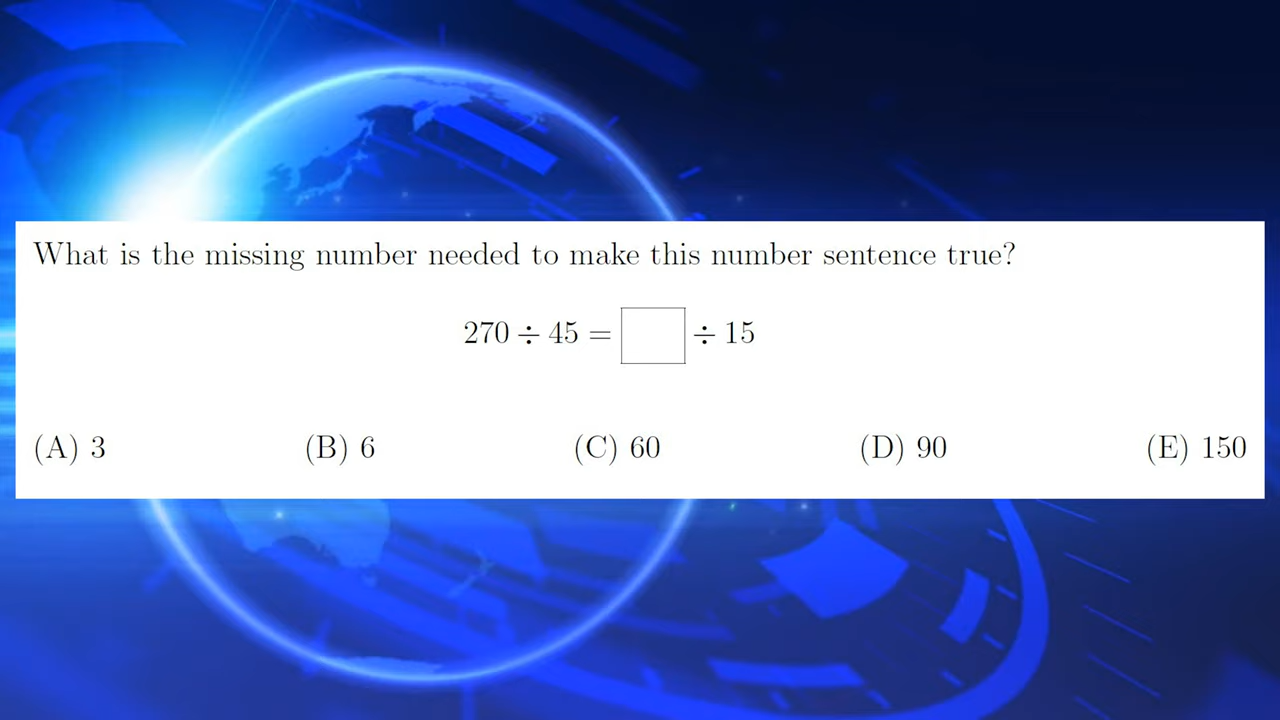 What is the missing number needed to make this number sentence true?
270 ÷ 45 = □ ÷ 15
(A) 3 (B) 6 (C) 60 (D) 90 (E) 150